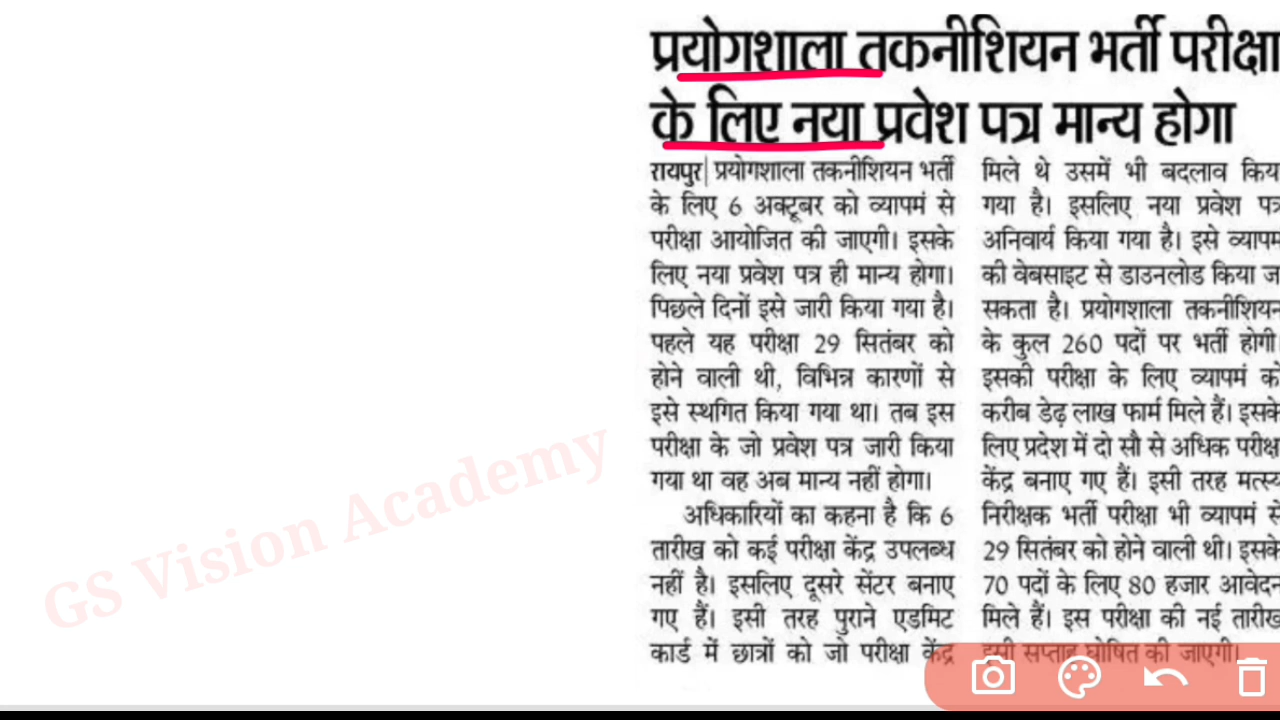 प्रयोगशाला तकनीशियन भर्ती परीक्षा
के लिए नया प्रवेश पत्र मान्य होगा
रायपुर| प्रयोगशाला तकनीशियन भर्ती
के लिए 6 अक्टूबर को व्यापमं से
परीक्षा आयोजित की जाएगी। इसके
लिए नया प्रवेश पत्र ही मान्य होगा।
पिछले दिनों इसे जारी किया गया है।
पहले यह परीक्षा 29 सितंबर को
होने वाली थी, विभिन्न कारणों से
इसे स्थगित किया गया था। तब इस
परीक्षा के जो प्रवेश पत्र जारी किया
गया था वह अब मान्य नहीं होगा।
अधिकारियों का कहना है कि 6
तारीख को कई परीक्षा केंद्र उपलब्ध
नहीं है। इसलिए दूसरे सेंटर बनाए
गए हैं। इसी तरह पुराने एडमिट
कार्ड में छात्रों को जो परीक्षा केंद्र
मिले थे उसमें भी बदलाव किय
गया है। इसलिए नया प्रवेश पत्र
अनिवार्य किया गया है। इसे व्यापम
की वेबसाइट से डाउनलोड किया ज
सकता है। प्रयोगशाला तकनीशियन
के कुल 260 पदों पर भर्ती होगी।
इसकी परीक्षा के लिए व्यापमं को
करीब डेढ़ लाख फार्म मिले हैं। इसके
लिए प्रदेश में दो सौ से अधिक परीक्ष
केंद्र बनाए गए हैं। इसी तरह मत्स्य
निरीक्षक भर्ती परीक्षा भी व्यापमं से
29 सितंबर को होने वाली थी। इसके
70 पदों के लिए 80 हजार आवेदन
मिले हैं। इस परीक्षा की नई तारीख
इसी सप्ताह घोषित की जाएगी।
GS Vision Academy